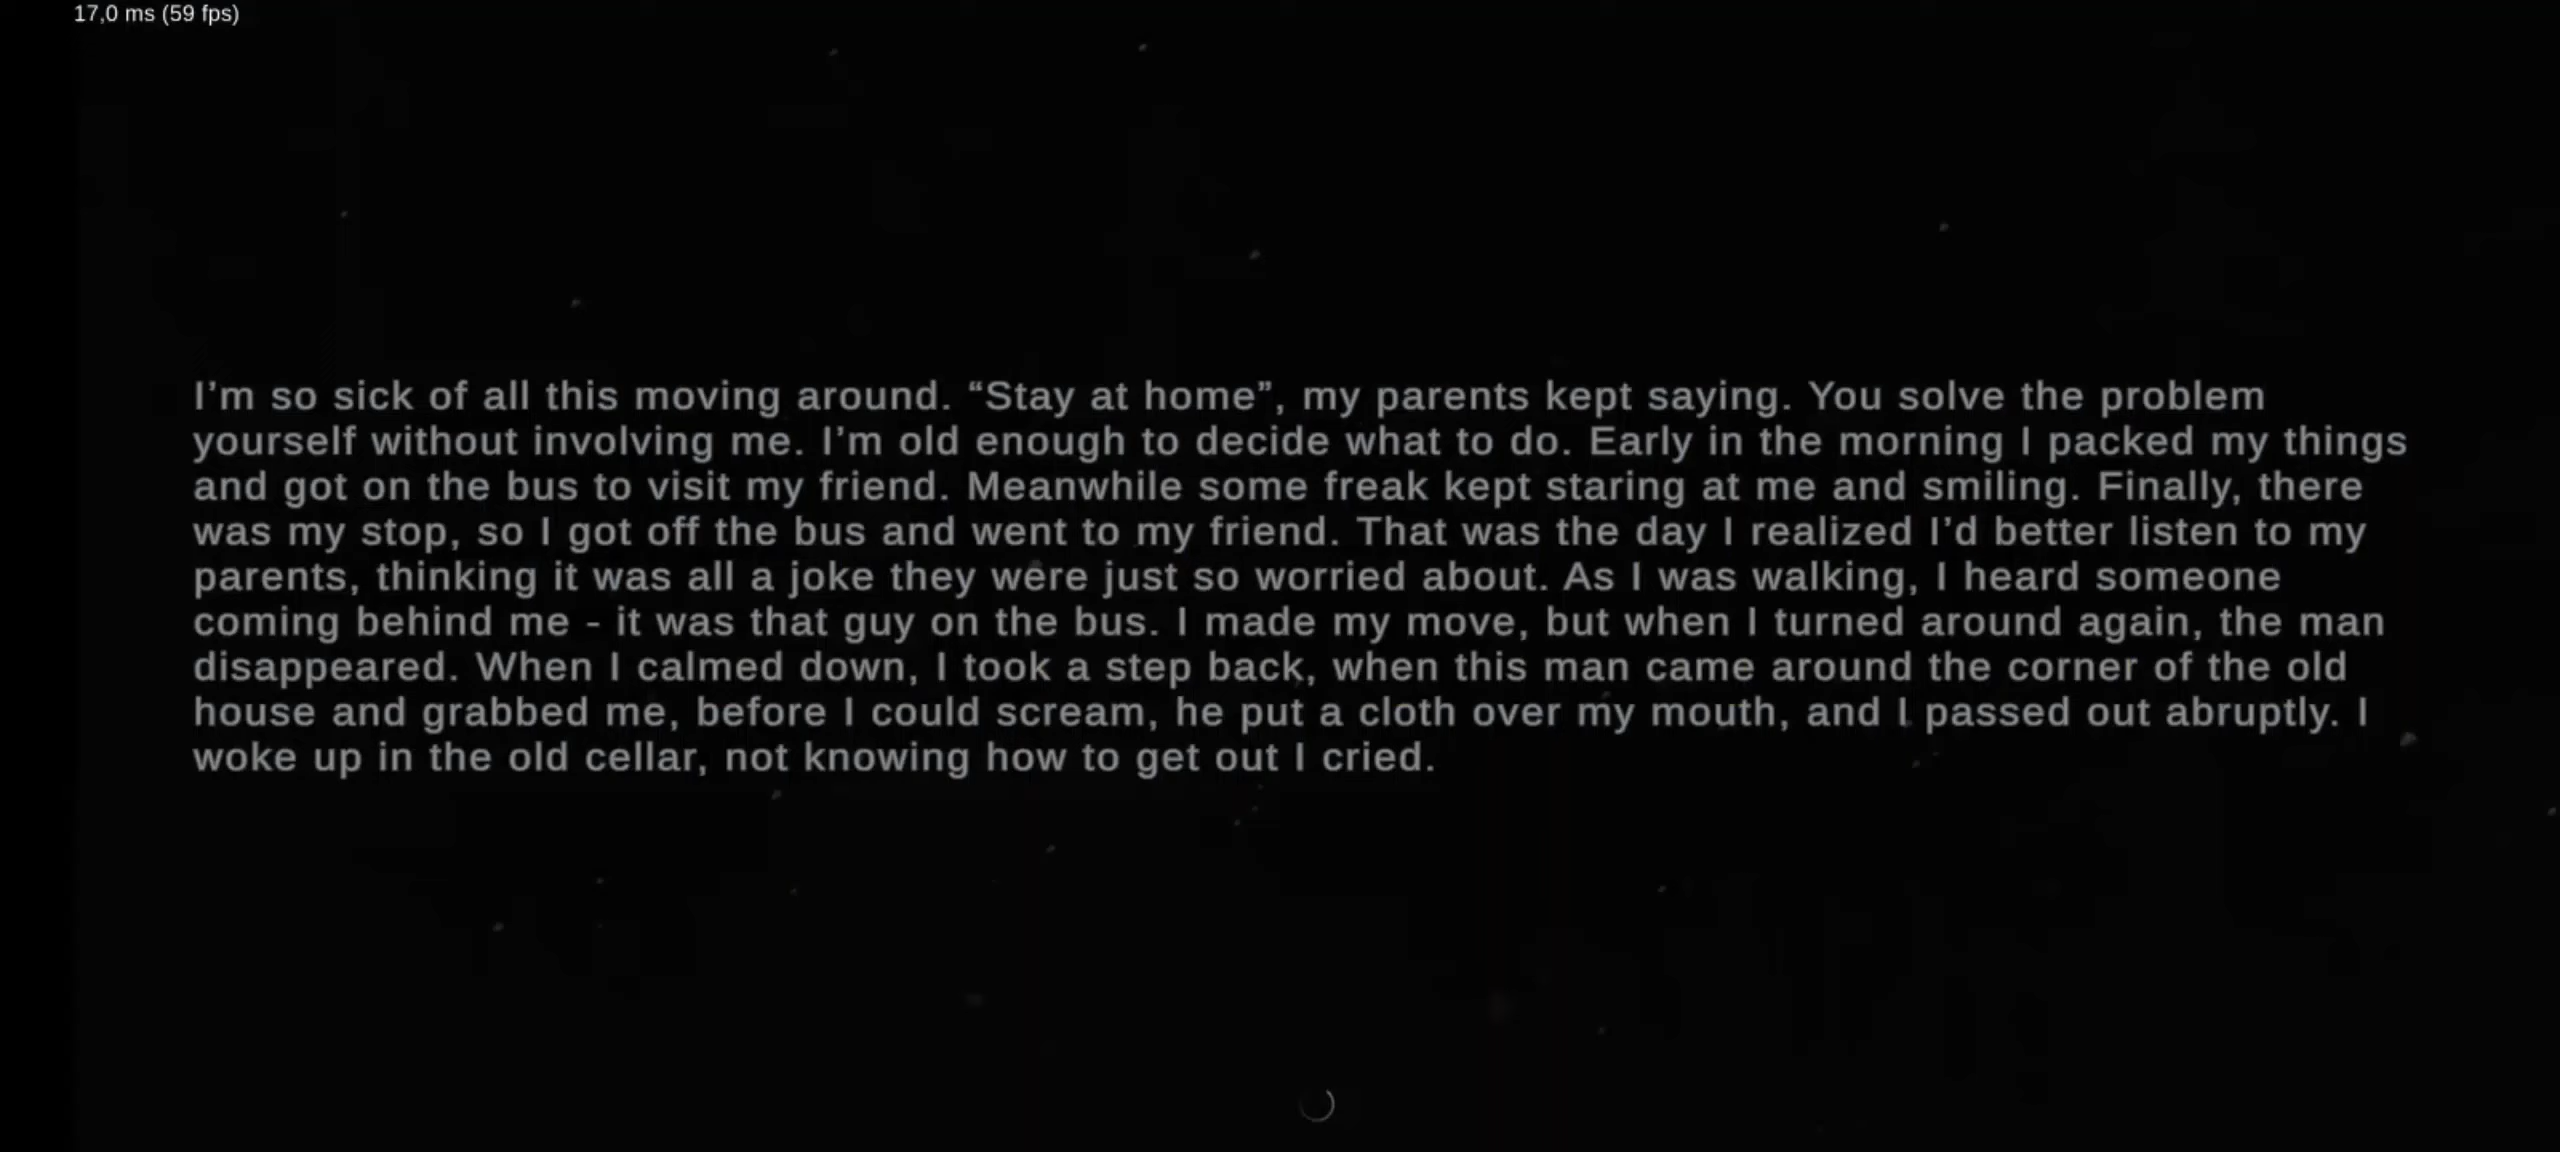 17,0 ms (59 fps)
I’m so sick of all this moving around. “Stay at home”, my parents kept saying. You solve the problem
yourself without involving me. I’m old enough to decide what to do. Early in the morning I packed my things
and got on the bus to visit my friend. Meanwhile some freak kept staring at me and smiling. Finally, there
was my stop, so I got off the bus and went to my friend. That was the day I realized I’d better listen to my
parents, thinking it was all a joke they were just so worried about. As I was walking, I heard someone
coming behind me - it was that guy on the bus. I made my move, but when I turned around again, the man
disappeared. When I calmed down, I took a step back, when this man came around the corner of the old
house and grabbed me, before I could scream, he put a cloth over my mouth, and I passed out abruptly. I
woke up in the old cellar, not knowing how to get out I cried.